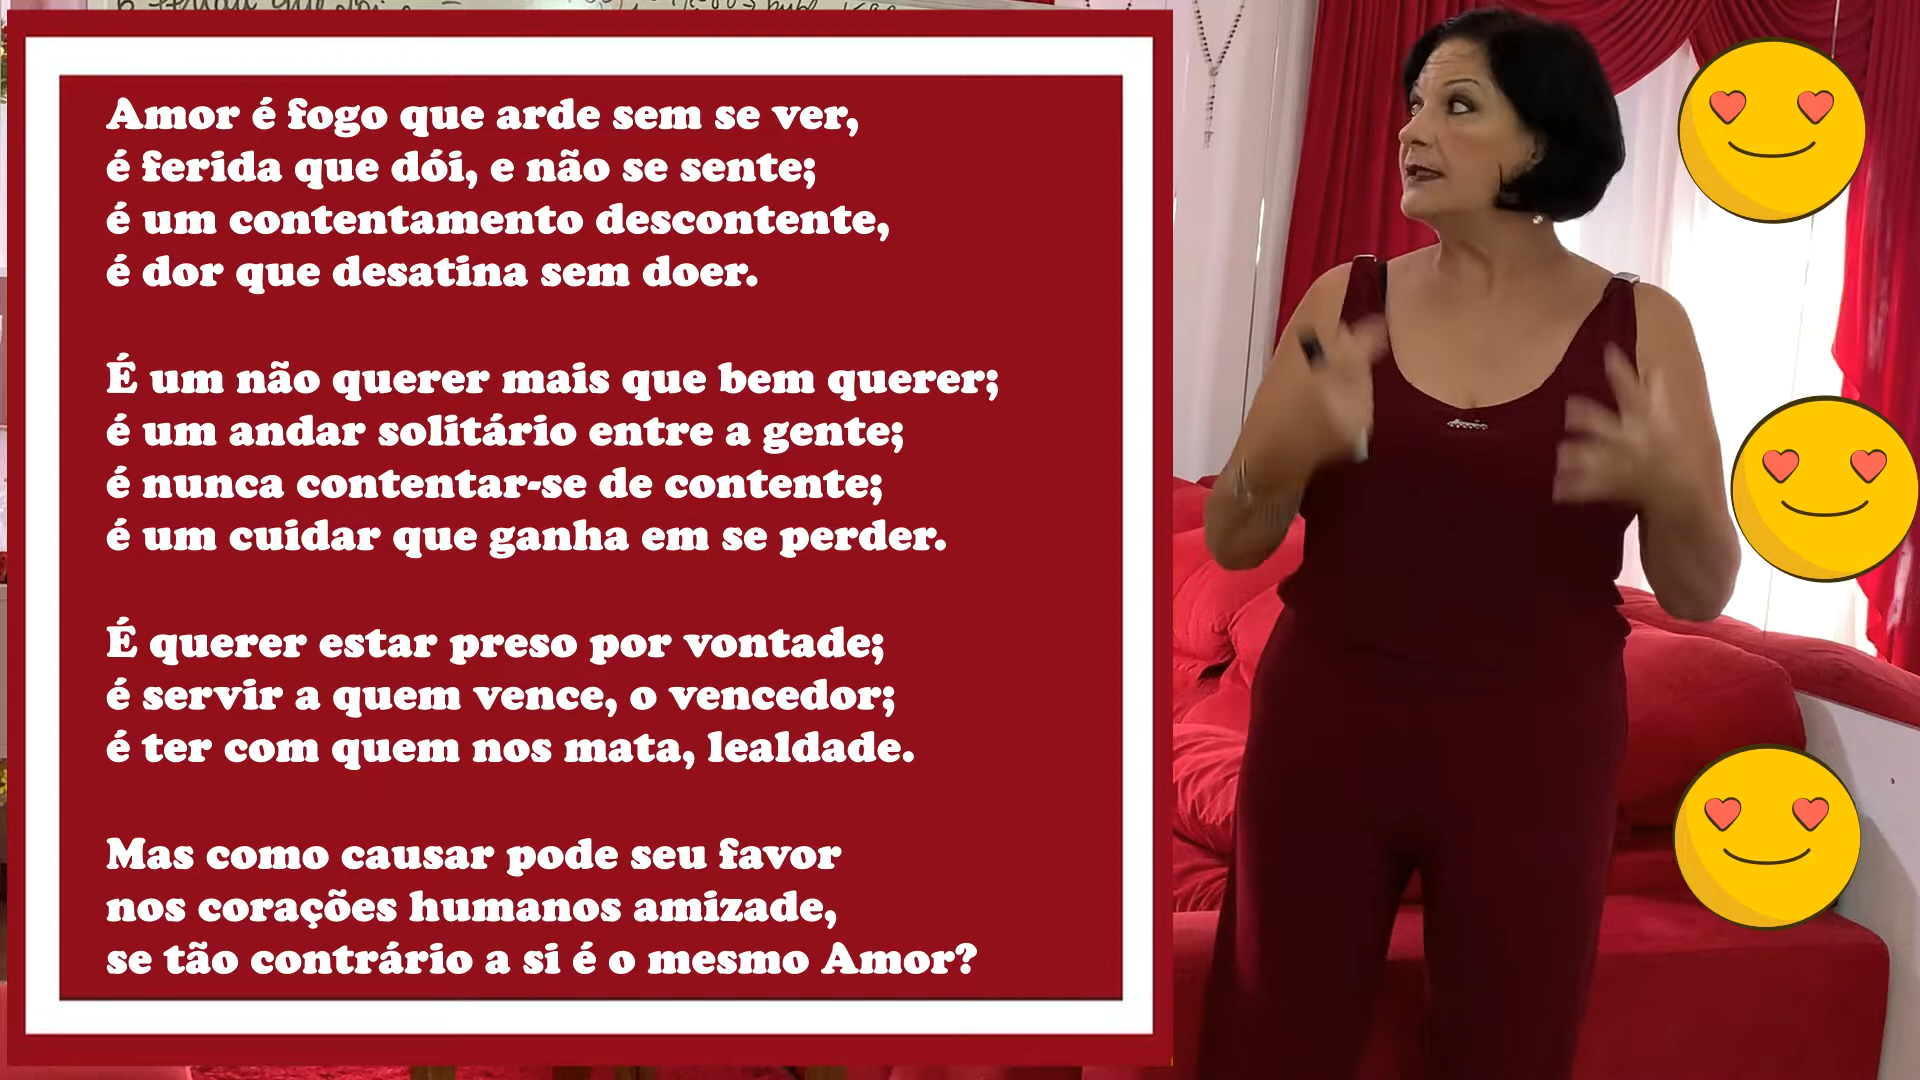 Amor é fogo que arde sem se ver,
é ferida que dói, e não se sente;
é um contentamento descontente,
é dor que desatina sem doer.
É um não querer mais que bem querer;
é um andar solitário entre a gente;
é nunca contentar-se de contente;
é um cuidar que ganha em se perder.
É querer estar preso por vontade;
é servir a quem vence, o vencedor;
é ter com quem nos mata, lealdade.
Mas como causar pode seu favor
nos corações humanos amizade,
se tão contrário a si é o mesmo Amor?